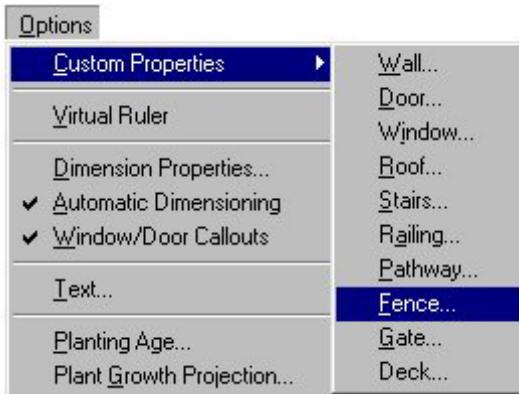 Options
Custom Properties
Virtual Ruler
Dimension Properties...
Automatic Dimensioning
Window/Door Callouts
Text...
Planting Age...
Plant Growth Projection...
Wall...
Door...
Window...
Roof...
Stairs...
Railing...
Pathway...
Fence...
Gate...
Deck...